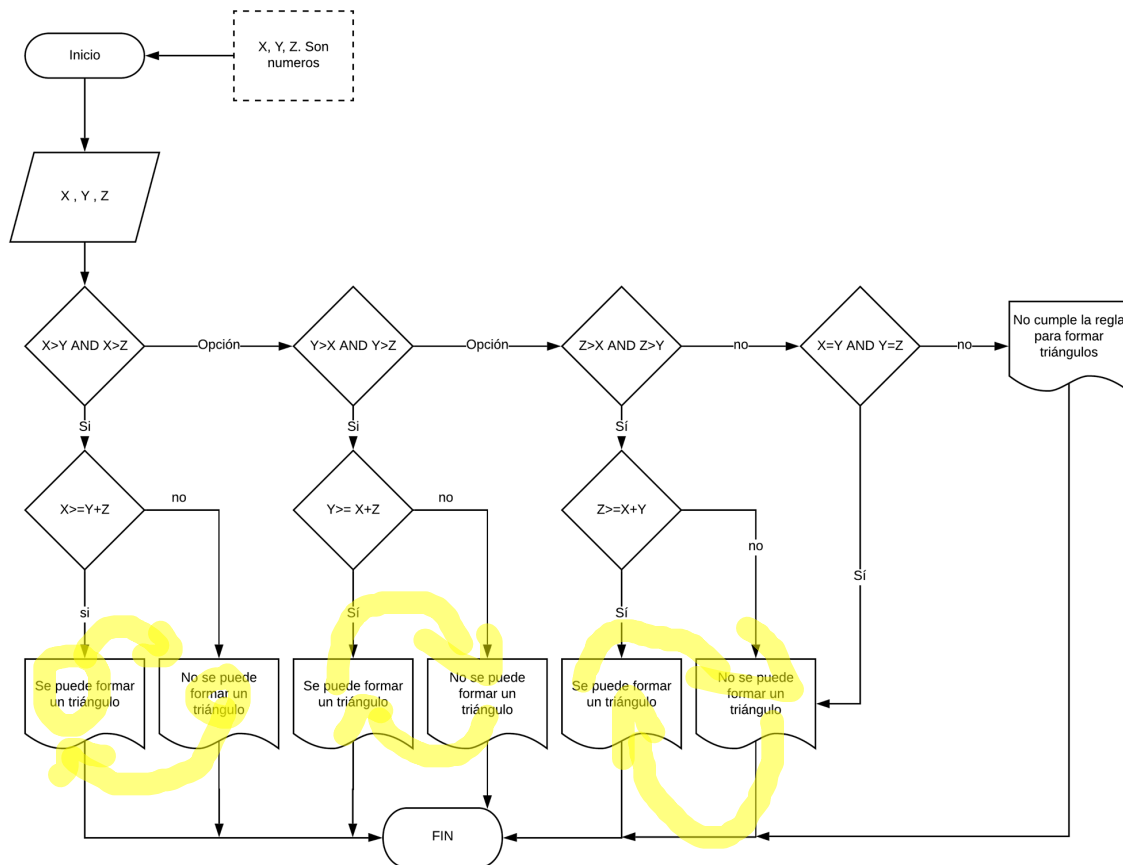 Inicio
X, Y, Z. Son
numeros
X , Y , Z
X>Y AND X>Z
Opción
Y>X AND Y>Z
Opción
Z>X AND Z>Y
no
X=Y AND Y=Z
no
No cumple la regla
para formar
triángulos
Si
Si
Sí
X>=Y+Z
no
Y>= X+Z
no
Z>=X+Y
no
Sí
si
Sí
Sí
Se puede formar
un triángulo
No se puede
formar un
triángulo
Se puede formar
un triángulo
No se puede
formar un
triángulo
Se puede formar
un triángulo
No se puede
formar un
triángulo
FIN